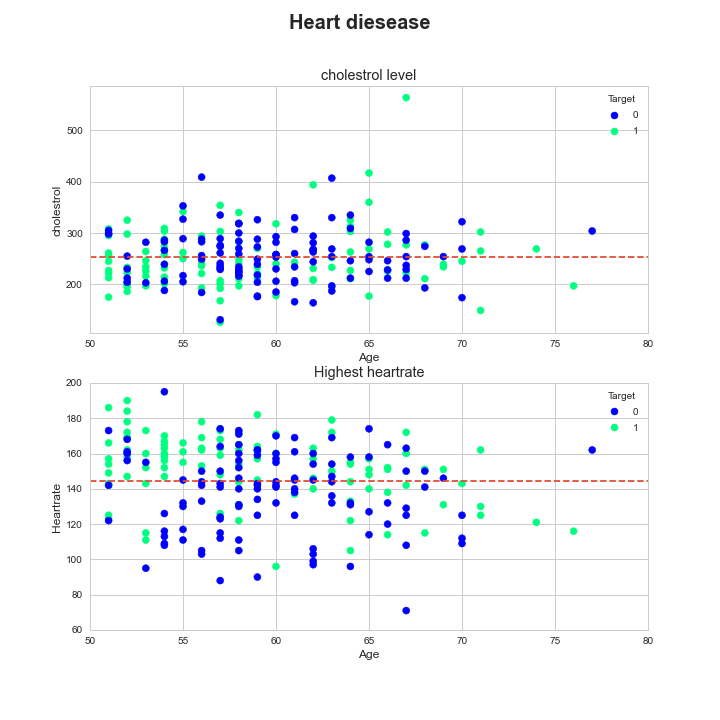 Heart diesease
cholestrol level
Target
0
1
500
400
300
200
cholestrol
50 55 60 65 70 75 80
Age
Highest heartrate
Target
0
1
200
180
160
140
120
100
80
60
Heartrate
50 55 60 65 70 75 80
Age